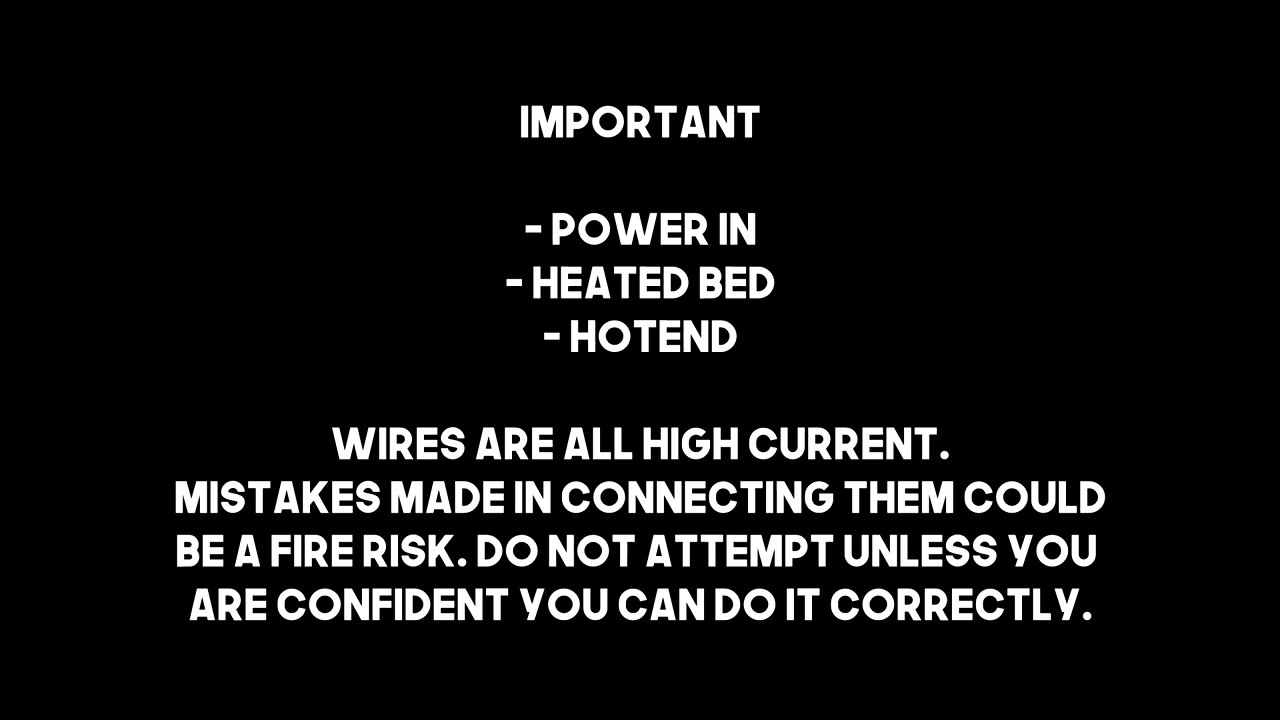 IMPORTANT
- POWER IN
- HEATED BED
- HOTEND
WIRES ARE ALL HIGH CURRENT.
MISTAKES MADE IN CONNECTING THEM COULD
BE A FIRE RISK. DO NOT ATTEMPT UNLESS YOU
ARE CONFIDENT YOU CAN DO IT CORRECTLY.